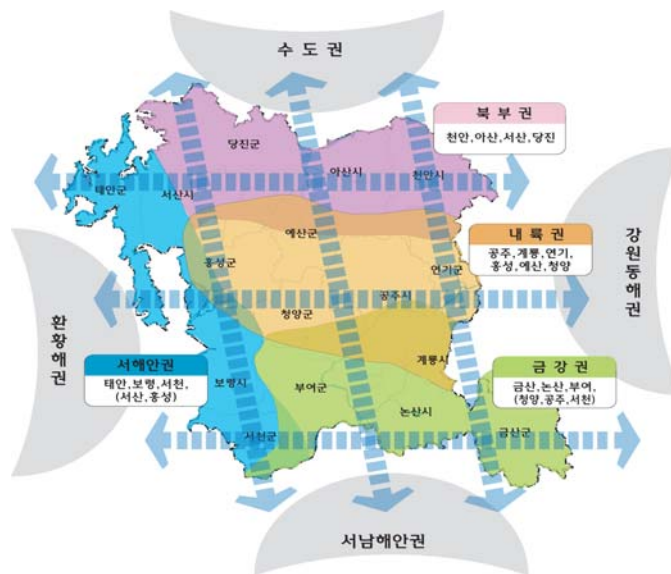 수도권
북부권
천안,아산,서산,당진
당진군
아산시
천안시
태안군
서산시
예산군
내륙권
공주,계룡,연기,
홍성,예산,청양
강원동해권
홍성군
연기군
공주시
청양군
환황해권
서해안권
태안,보령,서천,
(서산,홍성)
보령시
부여군
계룡시
금강권
금산,논산,부여,
(청양,공주,서천)
논산시
금산군
서천군
서남해안권